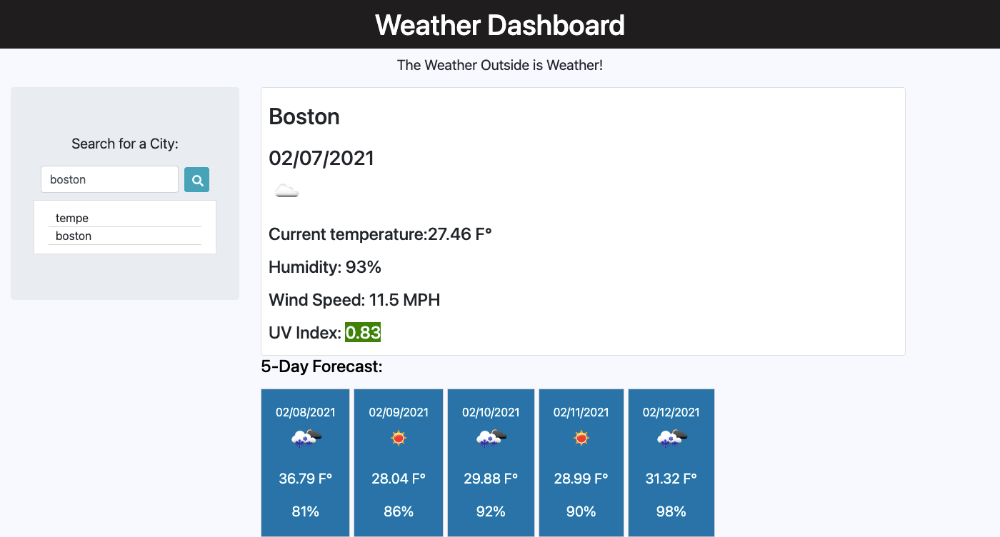 Weather Dashboard
The Weather Outside is Weather!
Search for a City:
boston
tempe
boston
Boston
02/07/2021
Current temperature:27.46 F°
Humidity: 93%
Wind Speed: 11.5 MPH
UV Index: 0.83
5-Day Forecast:
02/08/2021 02/09/2021 02/10/2021 02/11/2021 02/12/2021
36.79 F° 28.04 F° 29.88 F° 28.99 F° 31.32 F°
81% 86% 92% 90% 98%